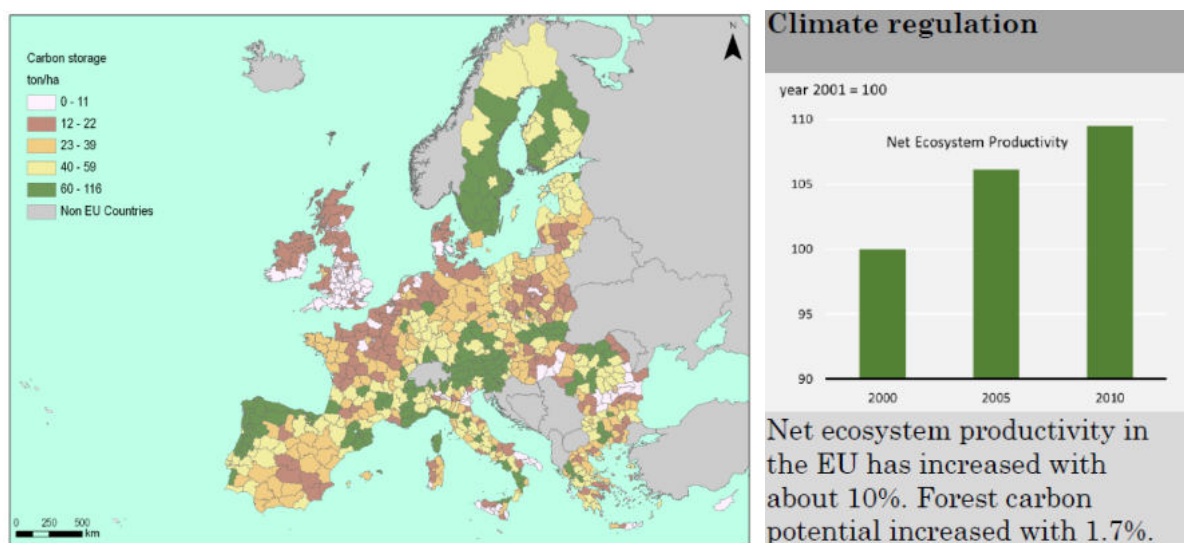 Carbon storage
ton/ha
0 - 11
12 - 22
23 - 39
40 - 59
60 - 116
Non EU Countries
N
0 250 500
km
Climate regulation
year 2001 = 100
Net Ecosystem Productivity
110
105
100
95
90
2000 2005 2010
Net ecosystem productivity in
the EU has increased with
about 10%. Forest carbon
potential increased with 1.7%.